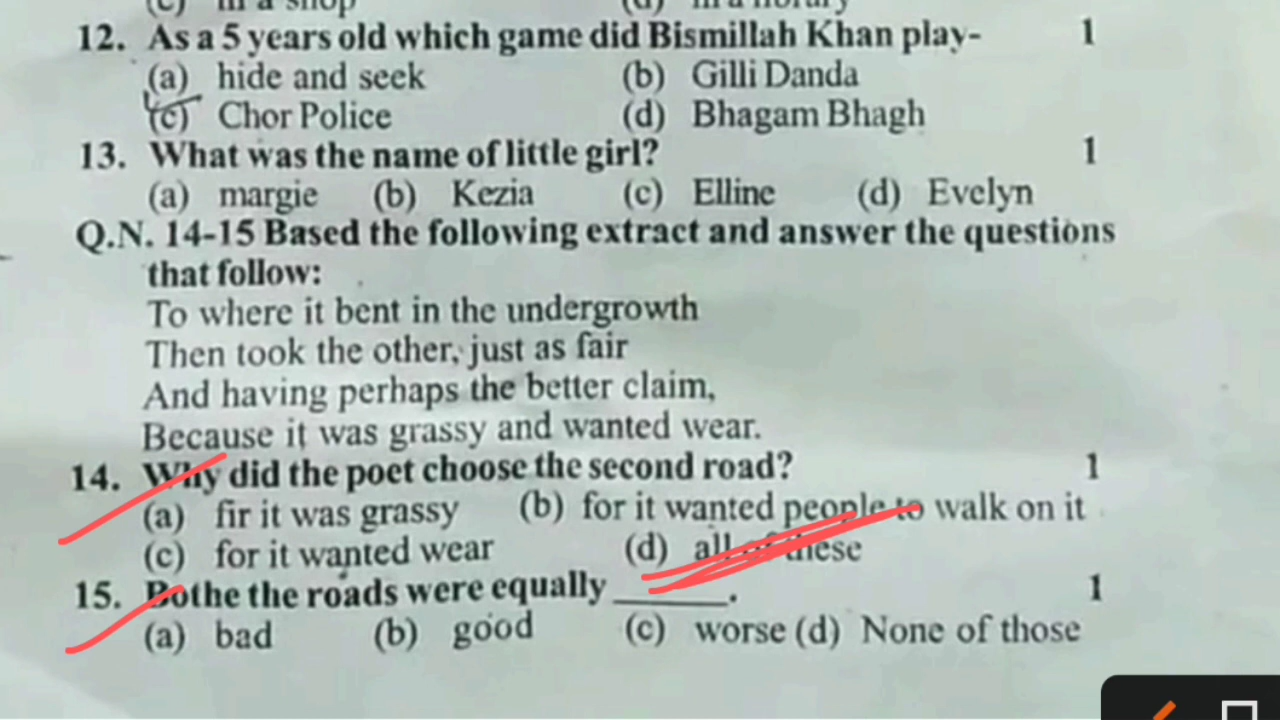 12. As a 5 years old which game did Bismillah Khan play- 1
(a) hide and seek (b) Gilli Danda
(c) Chor Police (d) Bhagam Bhagh
13. What was the name of little girl? 1
(a) margie (b) Kezia (c) Elline (d) Evelyn
Q.N. 14-15 Based the following extract and answer the questions
that follow:
To where it bent in the undergrowth
Then took the other, just as fair
And having perhaps the better claim,
Because it was grassy and wanted wear.
14. Why did the poet choose the second road? 1
(a) fir it was grassy (b) for it wanted people to walk on it
(c) for it wanted wear (d) all of these
15. Bothe the roads were equally ______. 1
(a) bad (b) good (c) worse (d) None of those